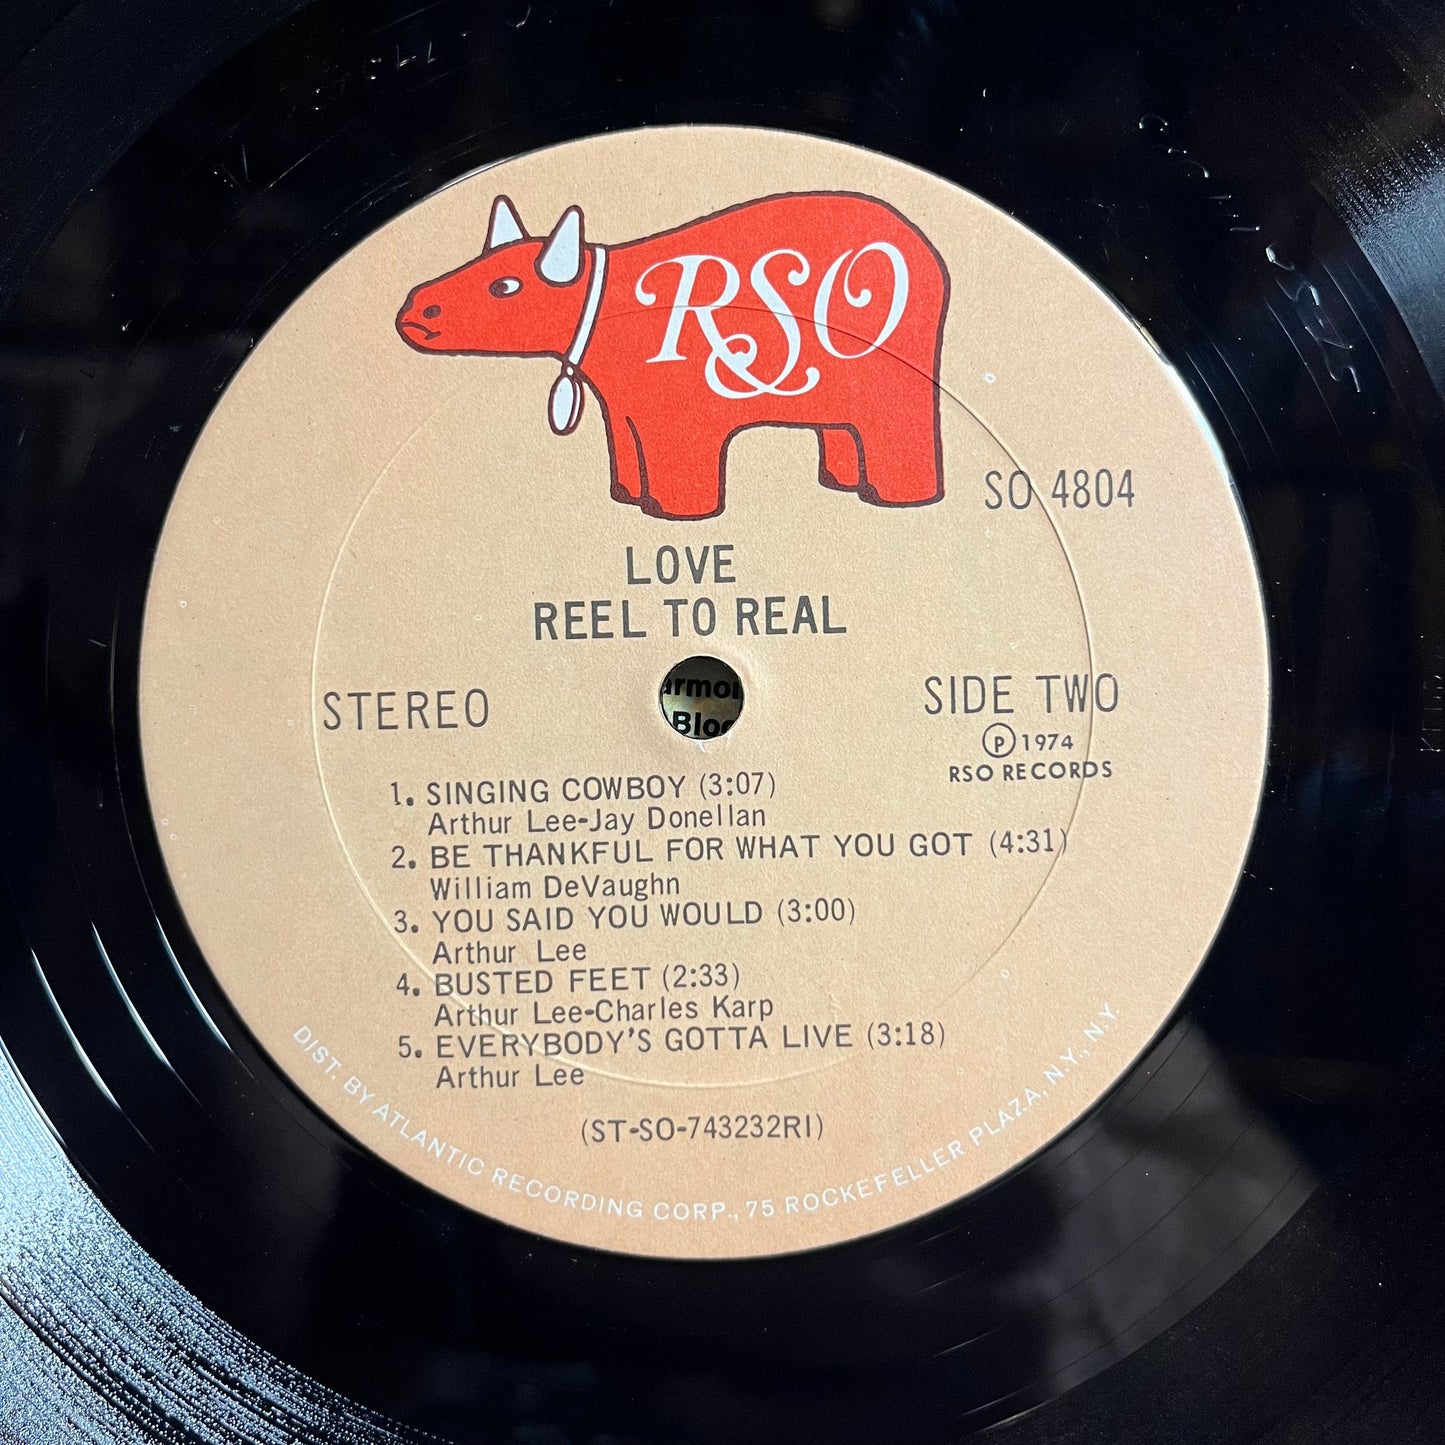 RSO
SO 4804
LOVE
REEL TO REAL
STEREO
SIDE TWO
Ⓟ 1974
RSO RECORDS
1. SINGING COWBOY (3:07)
Arthur Lee-Jay Donellan
2. BE THANKFUL FOR WHAT YOU GOT (4:31)
William DeVaughn
3. YOU SAID YOU WOULD (3:00)
Arthur Lee
4. BUSTED FEET (2:33)
Arthur Lee-Charles Karp
5. EVERYBODY'S GOTTA LIVE (3:18)
Arthur Lee
(ST-SO-743232RI)
DIST. BY ATLANTIC RECORDING CORP., 75 ROCKEFELLER PLAZA, N.Y., N.Y.